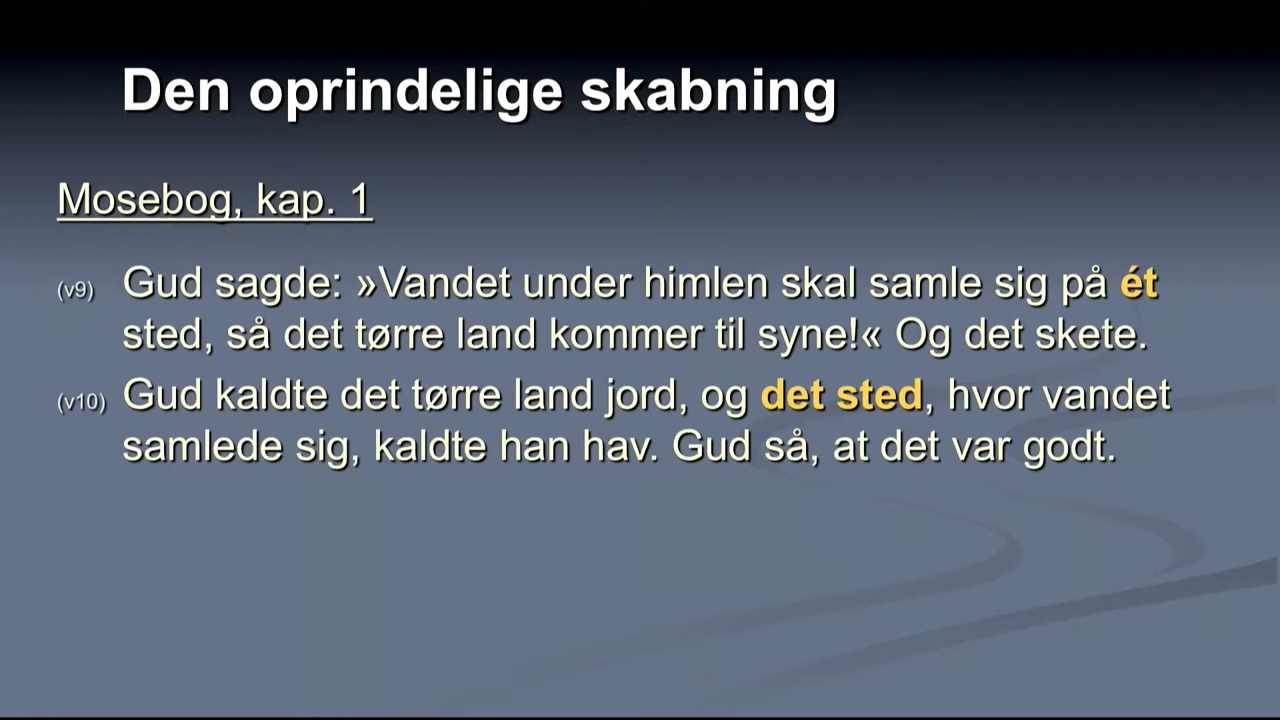 Den oprindelige skabning
Mosebog, kap. 1
(v9) Gud sagde: »Vandet under himlen skal samle sig på ét
sted, så det tørre land kommer til syne!« Og det skete.
(v10) Gud kaldte det tørre land jord, og det sted, hvor vandet
samlede sig, kaldte han hav. Gud så, at det var godt.